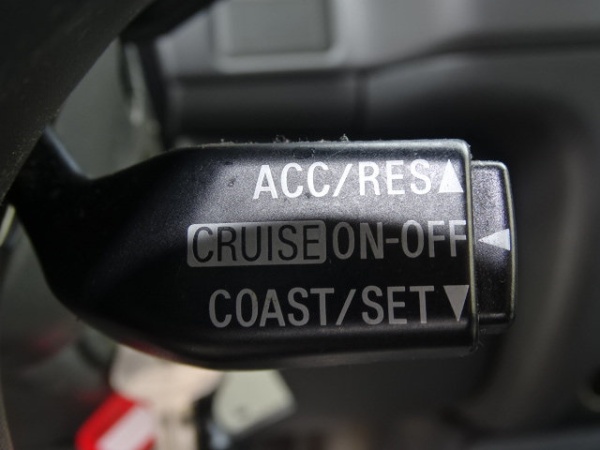 ACC/RES▲
CRUISE ON-OFF ◀
COAST/SET▼